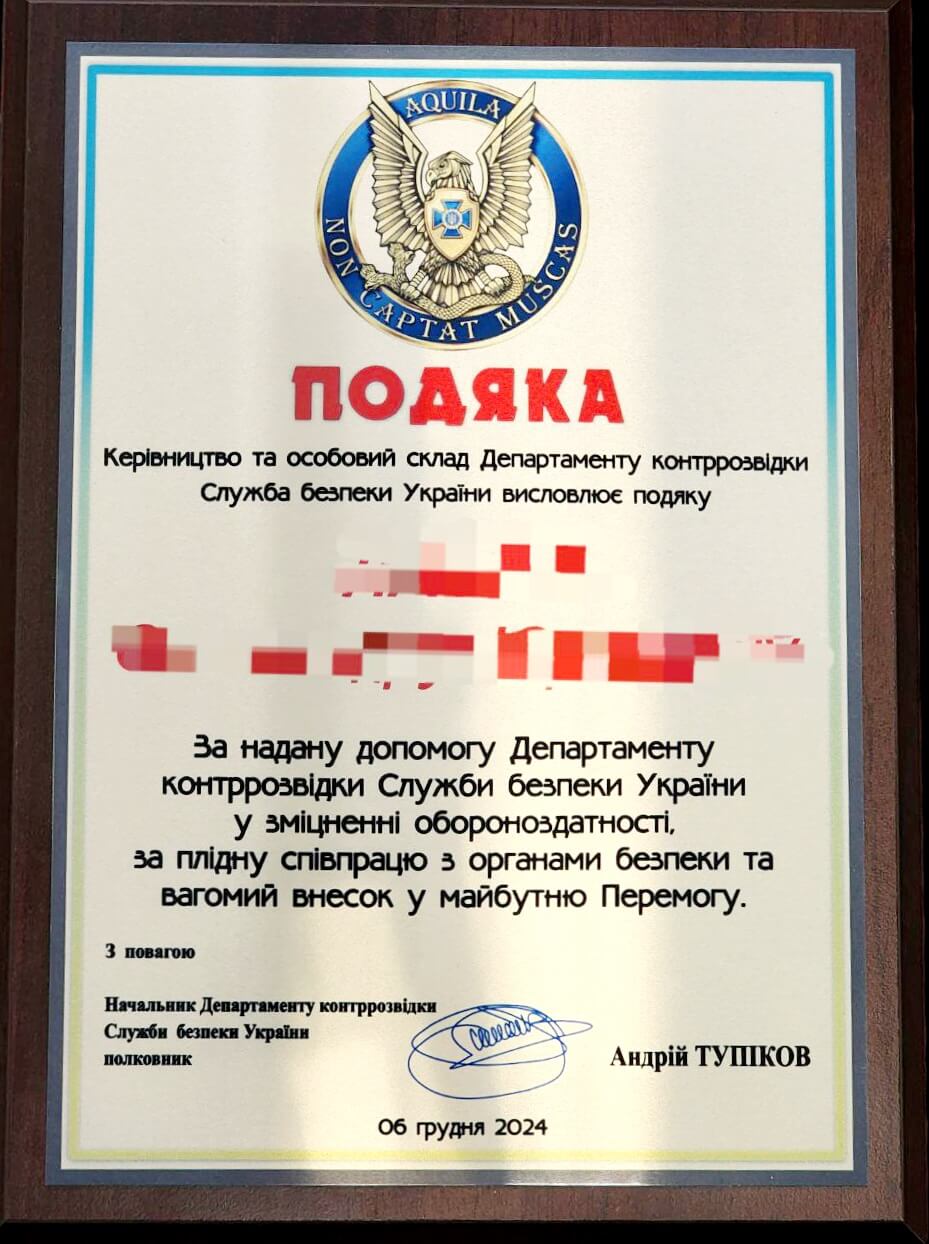 AQUILA
NON CAPTAT MUSCAS
ПОДЯКА
Керівництво та особовий склад Департаменту контррозвідки
Служба безпеки України висловлює подяку
За надану допомогу Департаменту
контррозвідки Служби безпеки України
у зміцненні обороноздатності,
за плідну співпрацю з органами безпеки та
вагомий внесок у майбутню Перемогу.
З повагою
Начальник Департаменту контррозвідки
Служби безпеки України
полковник
Андрій ТУПІКОВ
06 грудня 2024